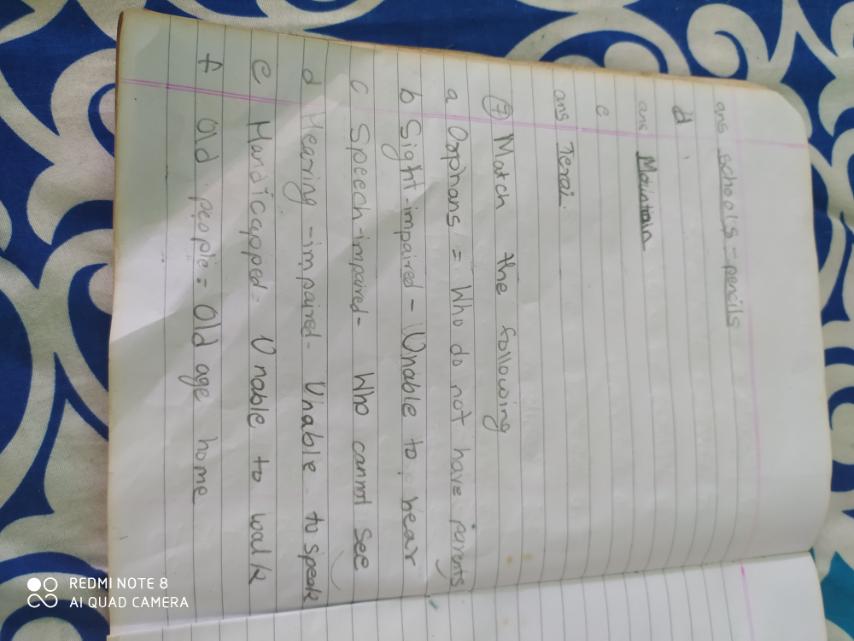 ans schools - pencils
d.
ans Mountain
e
ans Terai.
⑦ Match the following
a Orphans = Who do not have parents
b Sight-impaired - Unable to hear
c Speech-impaired- Who cannot see
d Hearing-impaired- Unable to speak
e Handicapped- Unable to walk
f Old people = Old age home
REDMI NOTE 8
AI QUAD CAMERA